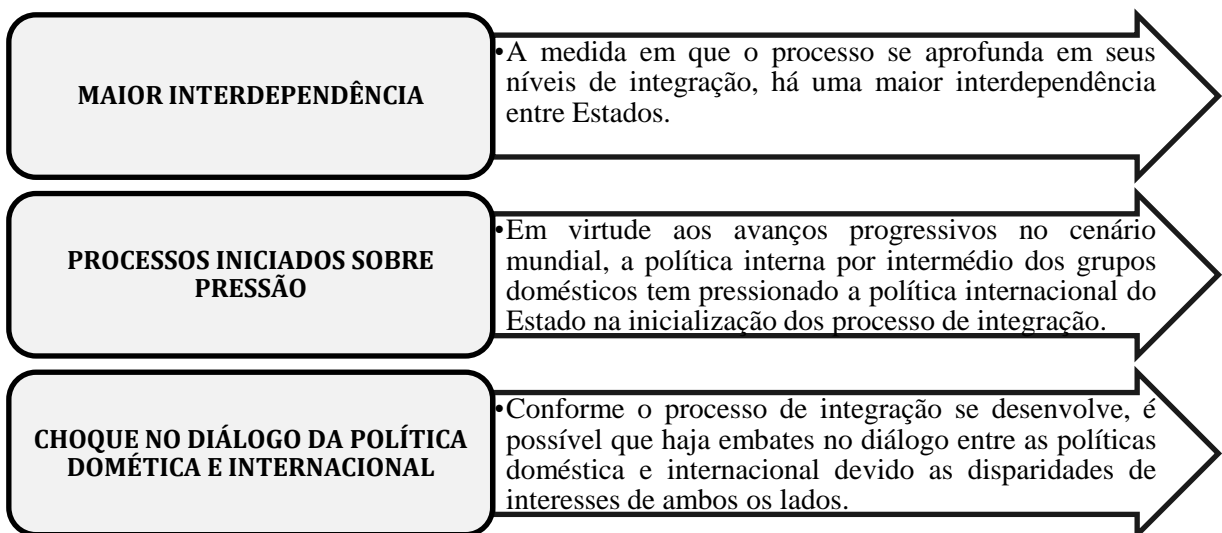 MAIOR INTERDEPENDÊNCIA
•A medida em que o processo se aprofunda em seus
níveis de integração, há uma maior interdependência
entre Estados.
PROCESSOS INICIADOS SOBRE
PRESSÃO
•Em virtude aos avanços progressivos no cenário
mundial, a política interna por intermédio dos grupos
domésticos tem pressionado a política internacional do
Estado na inicialização dos processo de integração.
CHOQUE NO DIÁLOGO DA POLÍTICA
DOMÉTICA E INTERNACIONAL
•Conforme o processo de integração se desenvolve, é
possível que haja embates no diálogo entre as políticas
doméstica e internacional devido as disparidades de
interesses de ambos os lados.